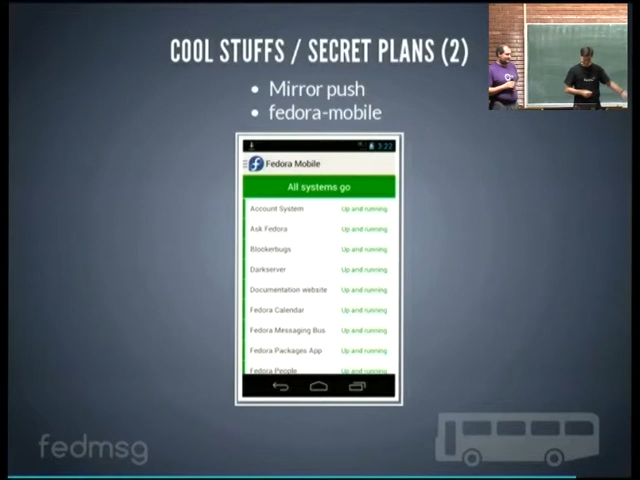 COOL STUFFS / SECRET PLANS (2)
• Mirror push
• fedora-mobile
3:22
Fedora Mobile
All systems go
Account System Up and running
Ask Fedora Up and running
Blockerbugs Up and running
Darkserver Up and running
Documentation website Up and running
Fedora Calendar Up and running
Fedora Messaging Bus Up and running
Fedora Packages App Up and running
Fedora People Up and running
fedmsg